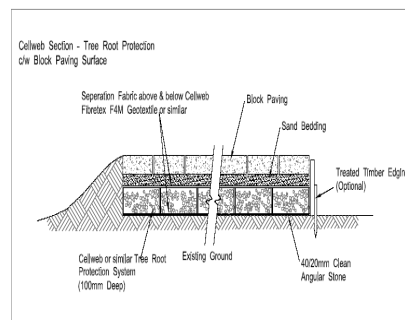 Cellweb Section - Tree Root Protection
c/w Block Paving Surface
Seperation Fabric above & below Cellweb
Fibretex F4M Geotextile or similar
Block Paving
Sand Bedding
Treated Timber Edgin
(Optional)
Cellweb or similar Tree Root
Protection System
(100mm Deep)
Existing Ground
40/20mm Clean
Angular Stone